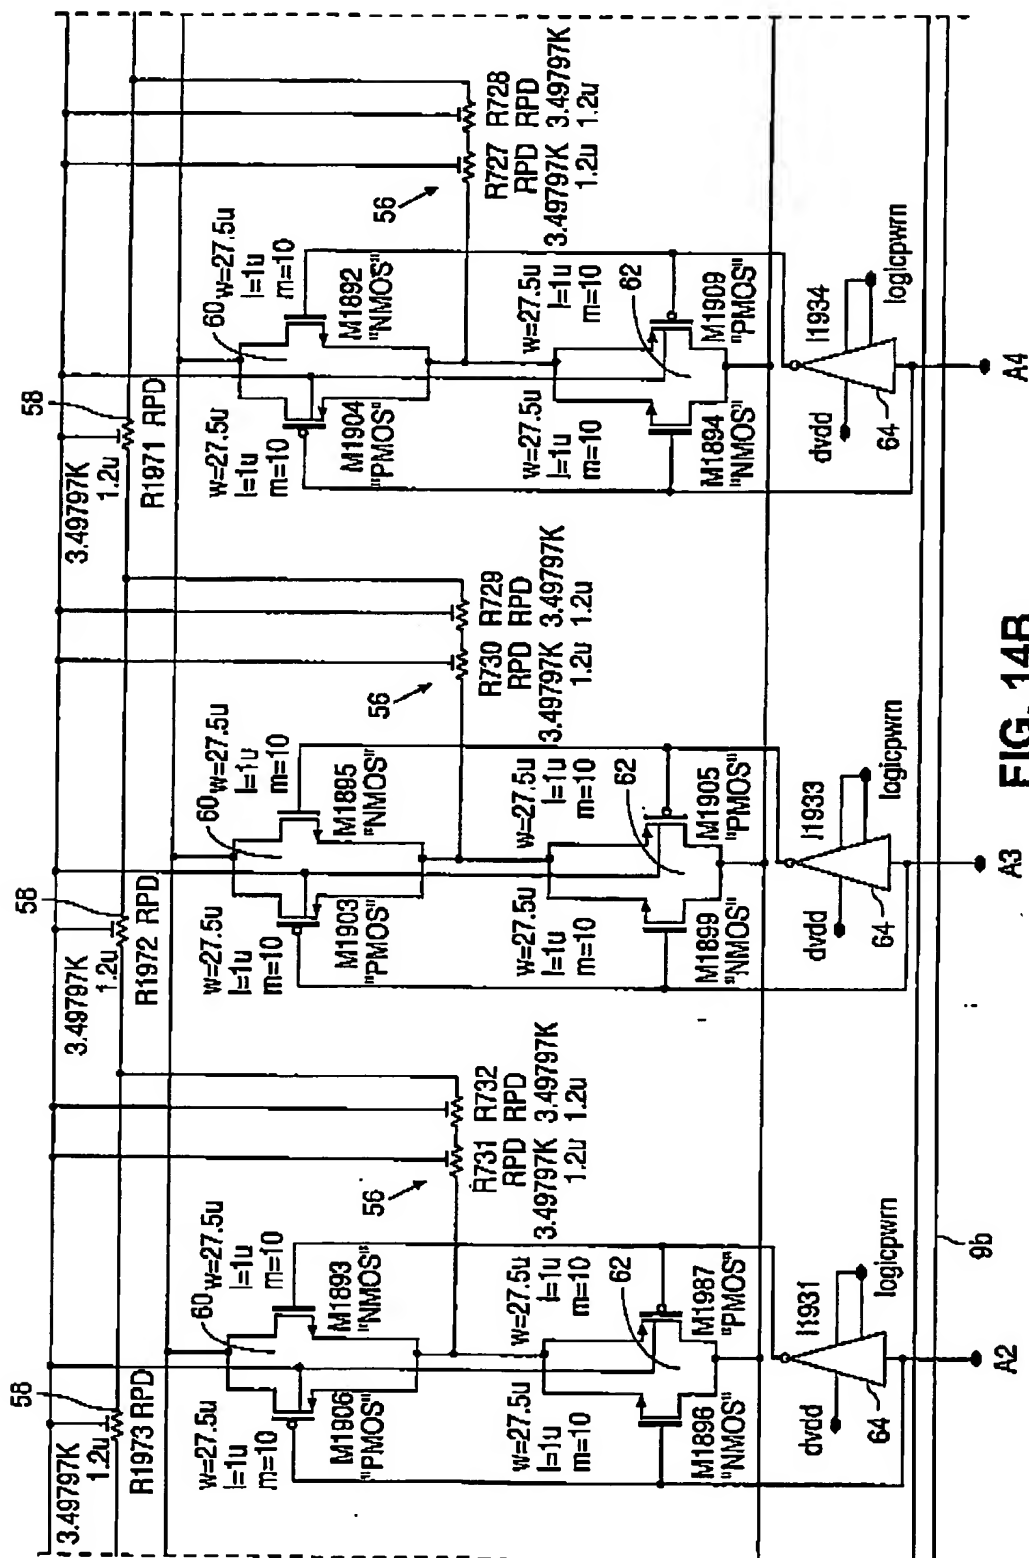 58
3.49797K
1.2u
R1973 RPD
60
w=27.5u
l=1u
m=10
w=27.5u
l=1u
m=10
M1906
"PMOS"
M1893
"NMOS"
56
R731
RPD
3.49797K
1.2u
R732
RPD
3.49797K
1.2u
w=27.5u
l=1u
m=10
w=27.5u
l=1u
m=10
62
M1896
"NMOS"
M1987
"PMOS"
dvdd
I1931
64
logicpwrn
A2
58
3.49797K
1.2u
R1972 RPD
60
w=27.5u
l=1u
m=10
w=27.5u
l=1u
m=10
M1903
"PMOS"
M1895
"NMOS"
56
R730
RPD
3.49797K
1.2u
R729
RPD
3.49797K
1.2u
w=27.5u
l=1u
m=10
w=27.5u
l=1u
m=10
62
M1899
"NMOS"
M1905
"PMOS"
dvdd
I1933
64
logicpwrn
A3
58
3.49797K
1.2u
R1971 RPD
60
w=27.5u
l=1u
m=10
w=27.5u
l=1u
m=10
M1904
"PMOS"
M1892
"NMOS"
56
R727
RPD
3.49797K
1.2u
R728
RPD
3.49797K
1.2u
w=27.5u
l=1u
m=10
w=27.5u
l=1u
m=10
62
M1894
"NMOS"
M1909
"PMOS"
dvdd
I1934
64
logicpwrn
A4
9b
FIG. 14B